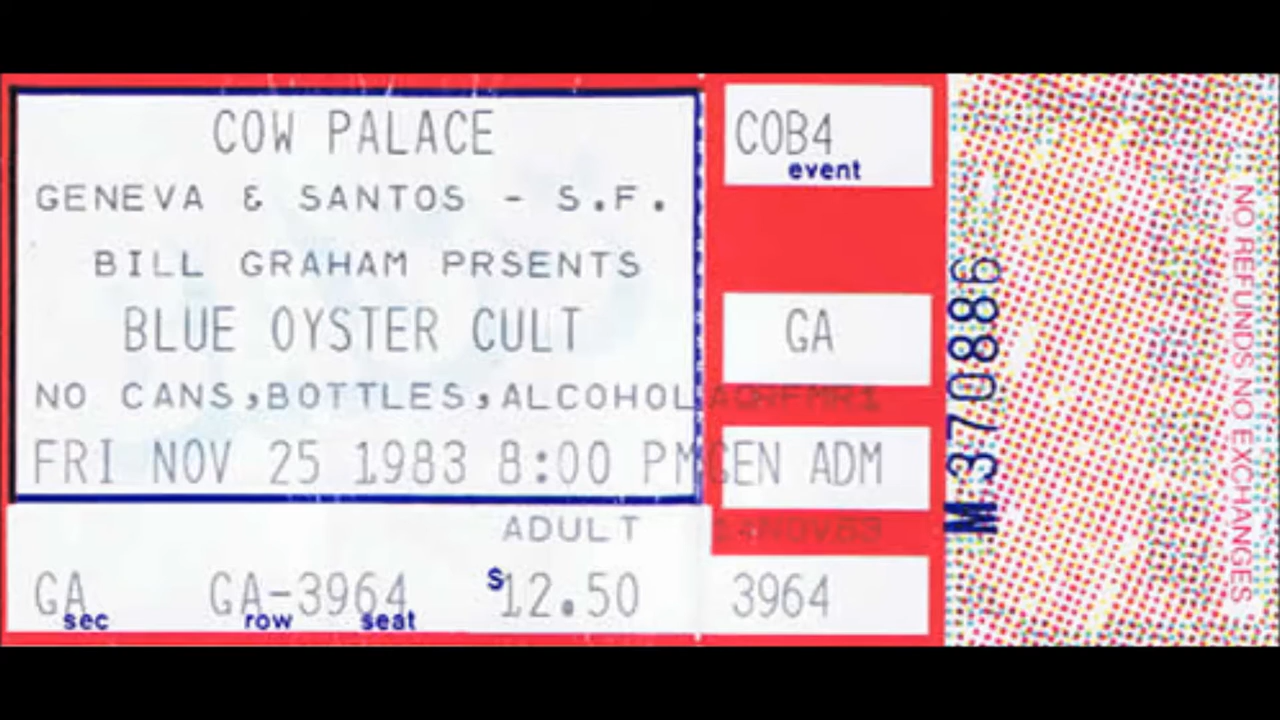 COW PALACE
GENEVA & SANTOS - S.F.
BILL GRAHAM PRSENTS
BLUE OYSTER CULT
NO CANS,BOTTLES,ALCOHOL
FRI NOV 25 1983 8:00 PM
ADULT
GA GA-3964 $12.50
sec row seat
COB4
event
GA
GEN ADM
14NOV83
3964
M 370886
NO REFUNDS NO EXCHANGES